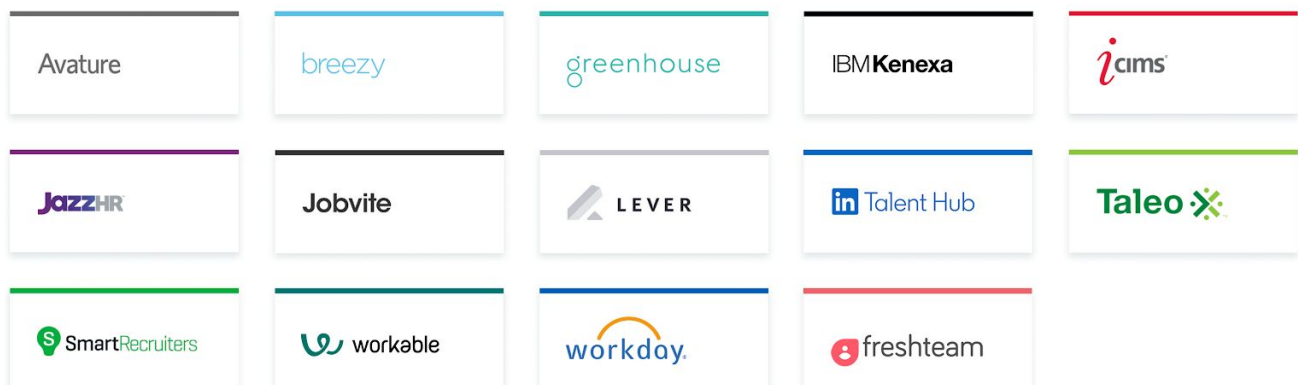 Avature
breezy
greenhouse
IBM Kenexa
icims
JazzHR
Jobvite
LEVER
in Talent Hub
Taleo
S SmartRecruiters
workable
workday
freshteam